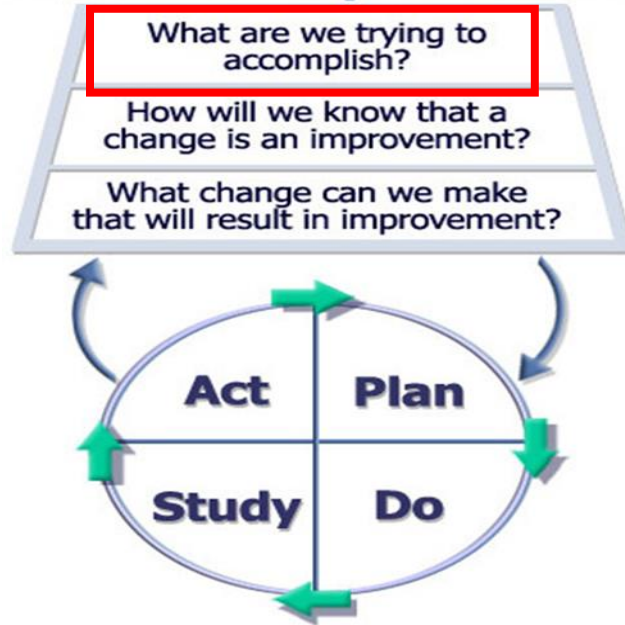 What are we trying to
accomplish?
How will we know that a
change is an improvement?
What change can we make
that will result in improvement?
Act
Plan
Study
Do